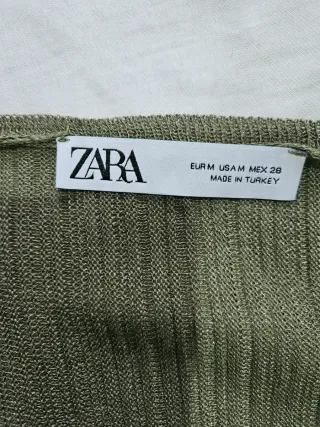 ZARA
EUR M USA M MEX 28
MADE IN TURKEY